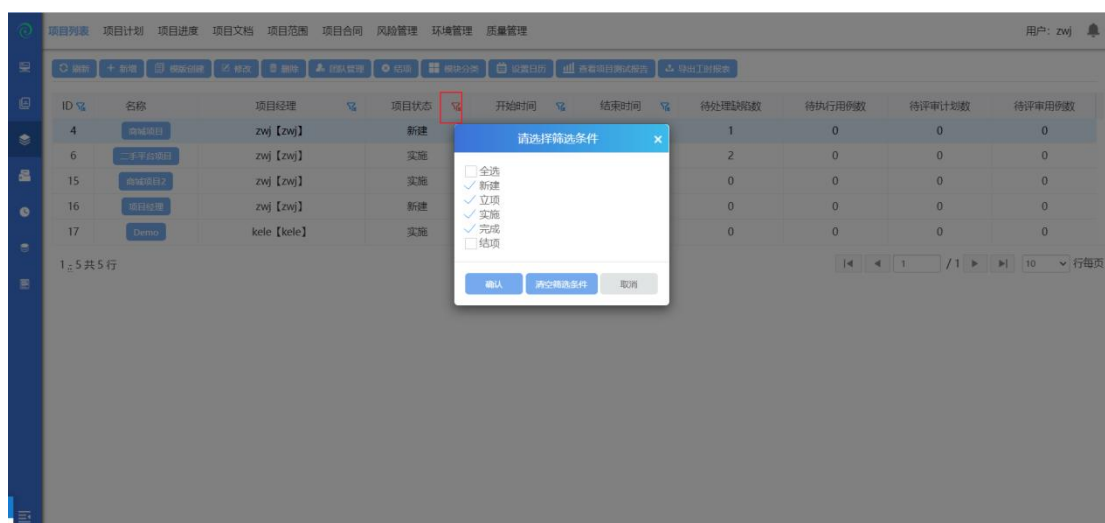 项目列表 项目计划 项目进度 项目文档 项目范围 项目合同 风险管理 环境管理 质量管理 用户：zwj
刷新 新增 模版创建 修改 删除 团队管理 结项 模块分类 设置日历 查看项目测试报告 导出工时报表
ID 名称 项目经理 项目状态 开始时间 结束时间 待处理缺陷数 待执行用例数 待评审计划数 待评审用例数
4 商城项目 zwj【zwj】 新建 1 0 0 0
6 二手平台项目 zwj【zwj】 实施 2 0 0 0
15 商城项目2 zwj【zwj】 实施 0 0 0 0
16 项目经理 zwj【zwj】 新建 0 0 0 0
17 Demo kele【kele】 实施 0 0 0 0
请选择筛选条件 ×
全选
新建
立项
实施
完成
结项
确认 清空筛选条件 取消
1 - 5 共 5 行 1 / 1 10 行每页